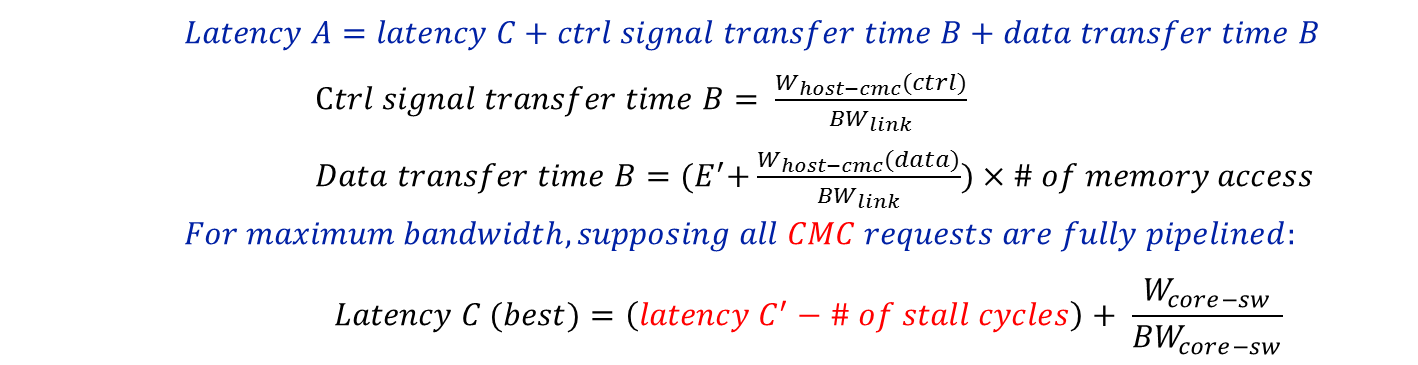 Latency A = latency C + ctrl signal transfer time B + data transfer time B
Ctrl signal transfer time B = W_host−cmc(ctrl) / BW_link
Data transfer time B = (E′ + W_host−cmc(data) / BW_link) × # of memory access
For maximum bandwidth, supposing all CMC requests are fully pipelined:
Latency C (best) = (latency C′ − # of stall cycles) + W_core−sw / BW_core−sw